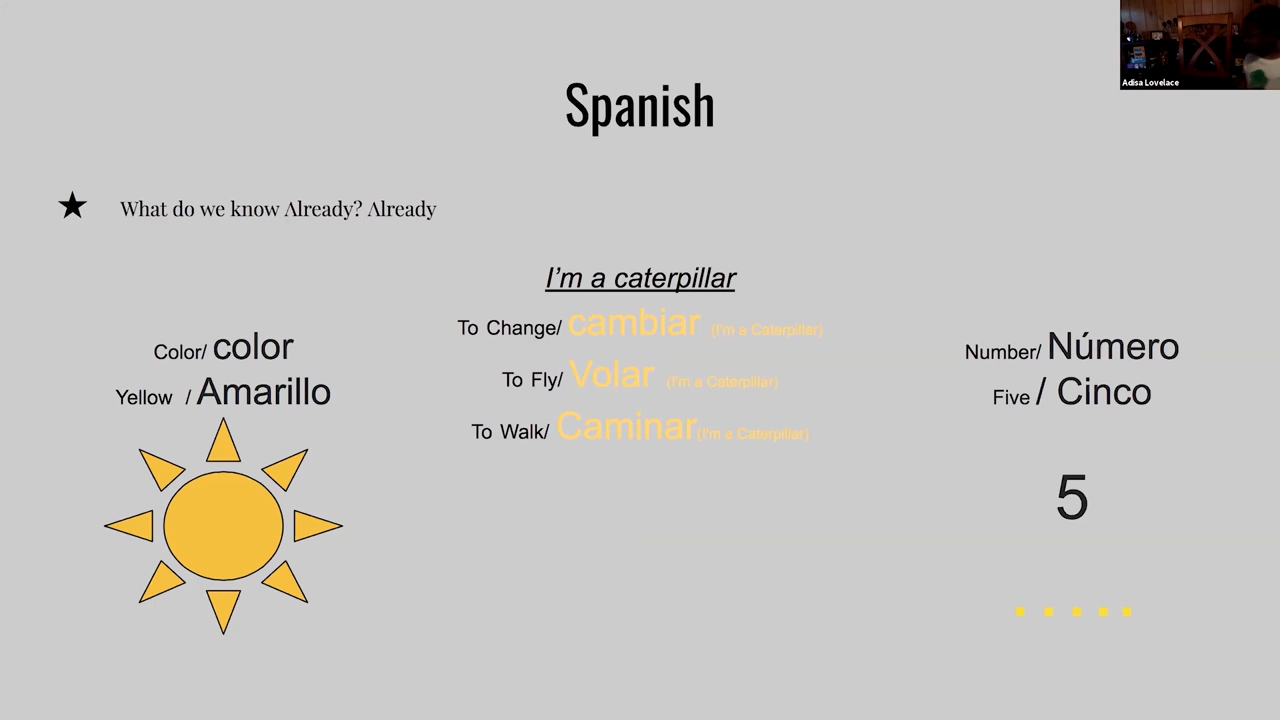 Adisa Lovelace
Spanish
★ What do we know Already? Already
I'm a caterpillar
To Change/ cambiar (I'm a Caterpillar)
To Fly/ Volar (I'm a Caterpillar)
To Walk/ Caminar(I'm a Caterpillar)
Color/ color
Yellow / Amarillo
Number/ Número
Five / Cinco
5